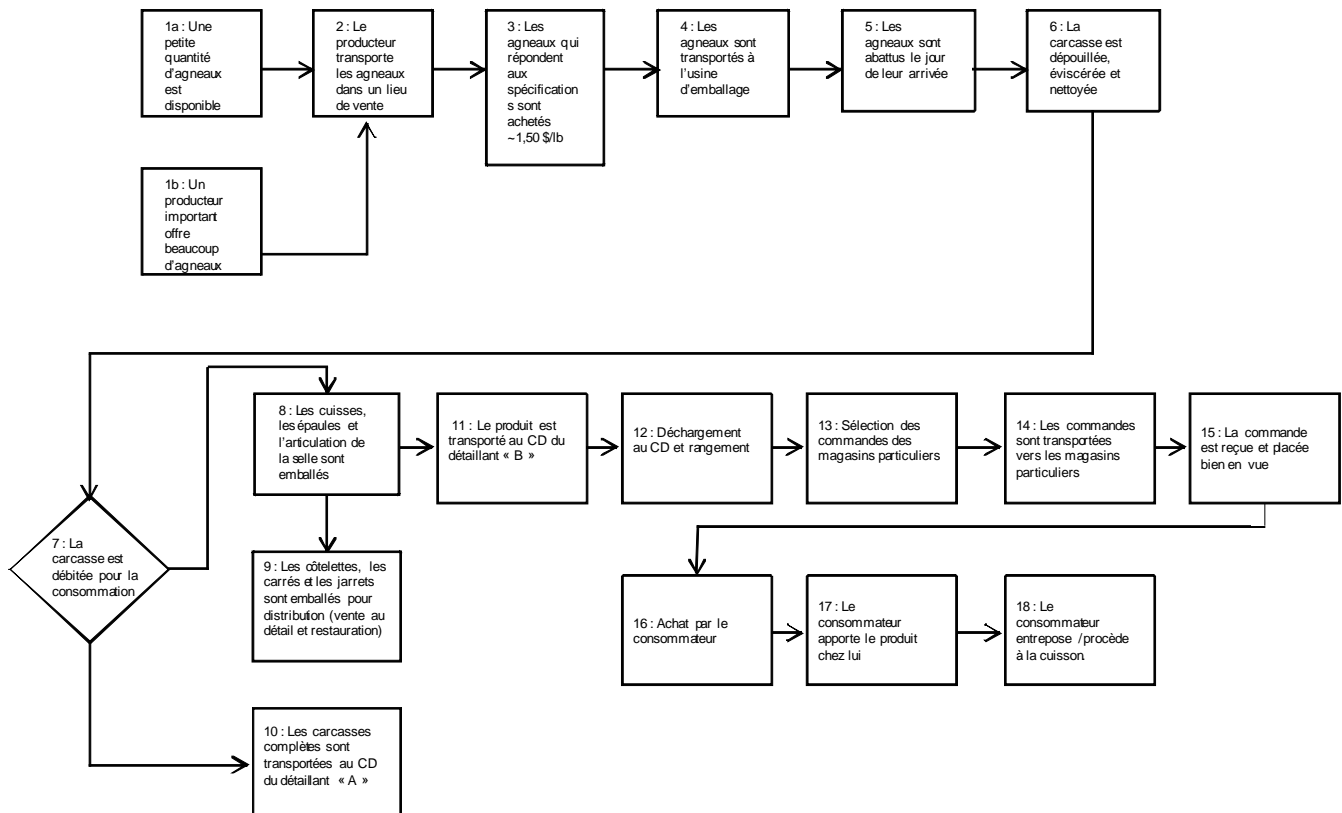 1a : Une
petite
quantité
d'agneaux
est
disponible
2 : Le
producteur
transporte
les agneaux
dans un lieu
de vente
3 : Les
agneaux qui
répondent
aux
spécification
s sont
achetés
~1,50 $/lb
4 : Les
agneaux sont
transportés à
l'usine
d'emballage
5 : Les
agneaux sont
abattus le jour
de leur arrivée
6 : La
carcasse est
dépouillée,
éviscérée et
nettoyée
1b : Un
producteur
important
offre
beaucoup
d'agneaux
7 : La
carcasse est
débitée pour la
consommation
8 : Les cuisses,
les épaules et
l'articulation de
la selle sont
emballés
9 : Les côtelettes, les
carrés et les jarrets
sont emballés pour
distribution (vente au
détail et restauration)
10 : Les carcasses
complètes sont
transportées au CD
du détaillant « A »
11 : Le produit est
transporté au CD du
détaillant « B »
12 : Déchargement
au CD et rangement
13 : Sélection des
commandes des
magasins particuliers
14 : Les commandes
sont transportées
vers les magasins
particuliers
15 : La commande
est reçue et placée
bien en vue
16 : Achat par le
consommateur
17 : Le
consommateur
apporte le produit
chez lui
18 : Le
consommateur
entrepose /procède
à la cuisson.